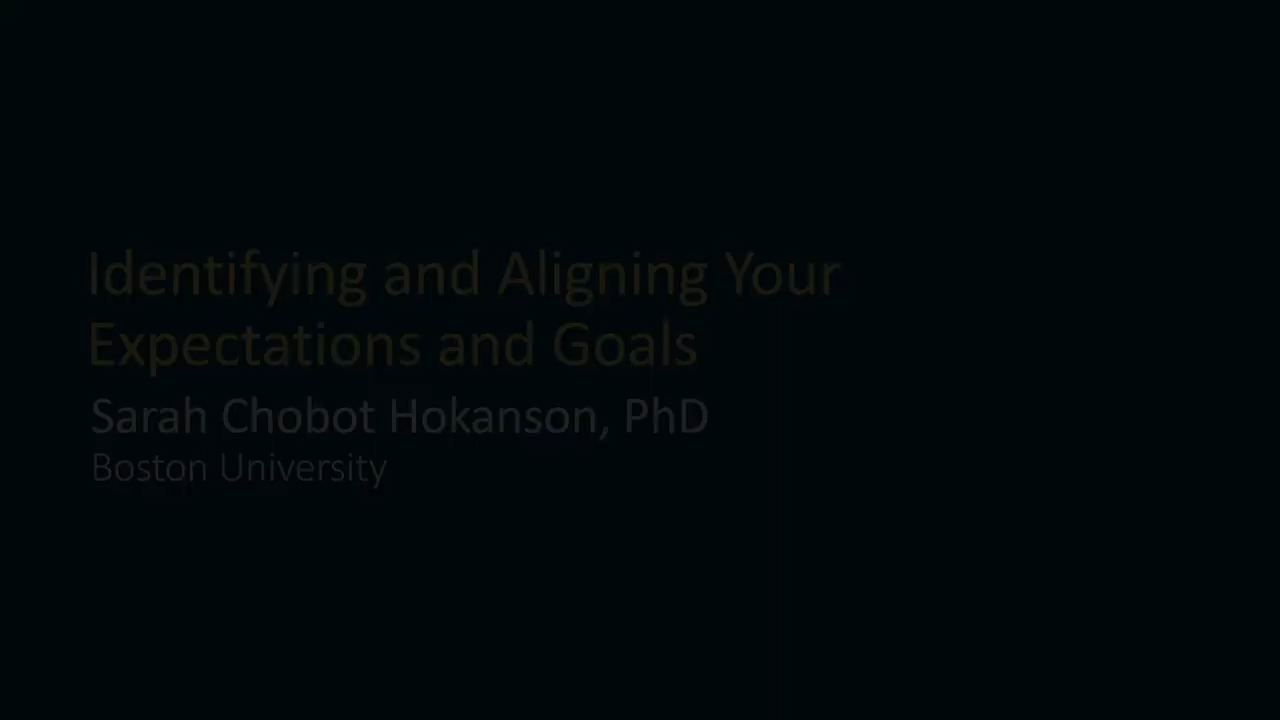 Identifying and Aligning Your
Expectations and Goals
Sarah Chobot Hokanson, PhD
Boston University